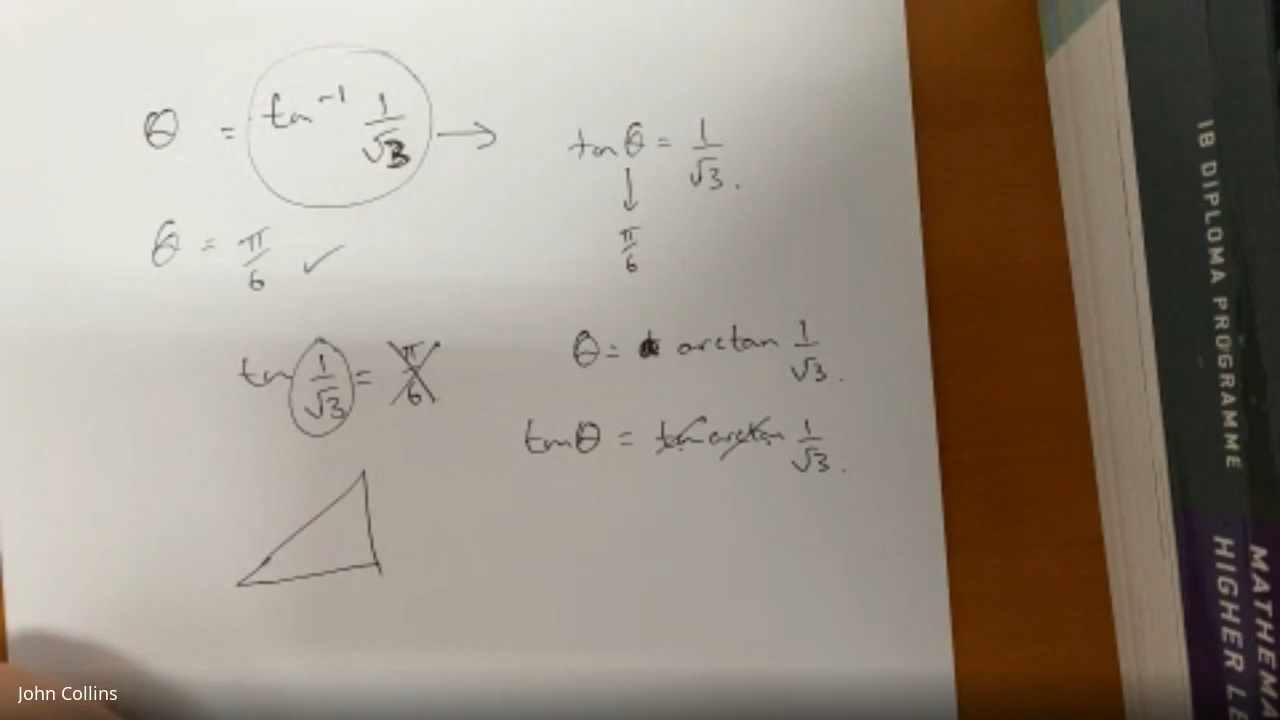 θ = tan⁻¹ 1/√3 →
tan θ = 1/√3.
↓
π/6
θ = π/6 ✓
tan 1/√3 = π/6
θ = arctan 1/√3.
tan θ = tan arctan 1/√3.
IB DIPLOMA PROGRAMME
MATHEMA
HIGHER LE
John Collins